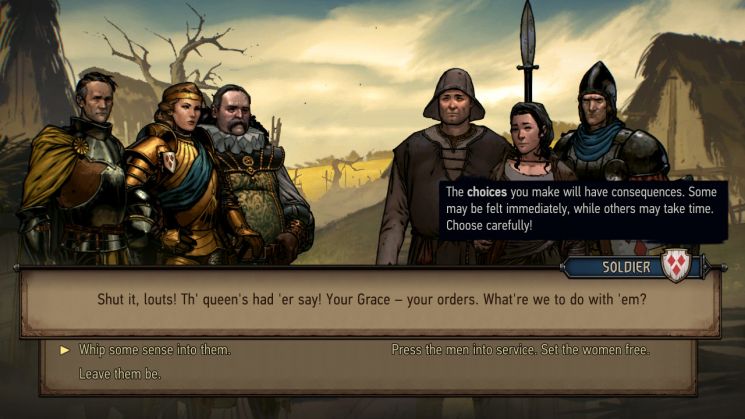 The choices you make will have consequences. Some
may be felt immediately, while others may take time.
Choose carefully!
SOLDIER
Shut it, louts! Th' queen's had 'er say! Your Grace – your orders. What're we to do with 'em?
Whip some sense into them.
Press the men into service. Set the women free.
Leave them be.